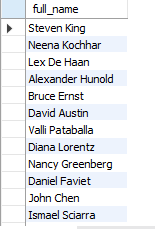 full_name
Steven King
Neena Kochhar
Lex De Haan
Alexander Hunold
Bruce Ernst
David Austin
Valli Pataballa
Diana Lorentz
Nancy Greenberg
Daniel Faviet
John Chen
Ismael Sciarra